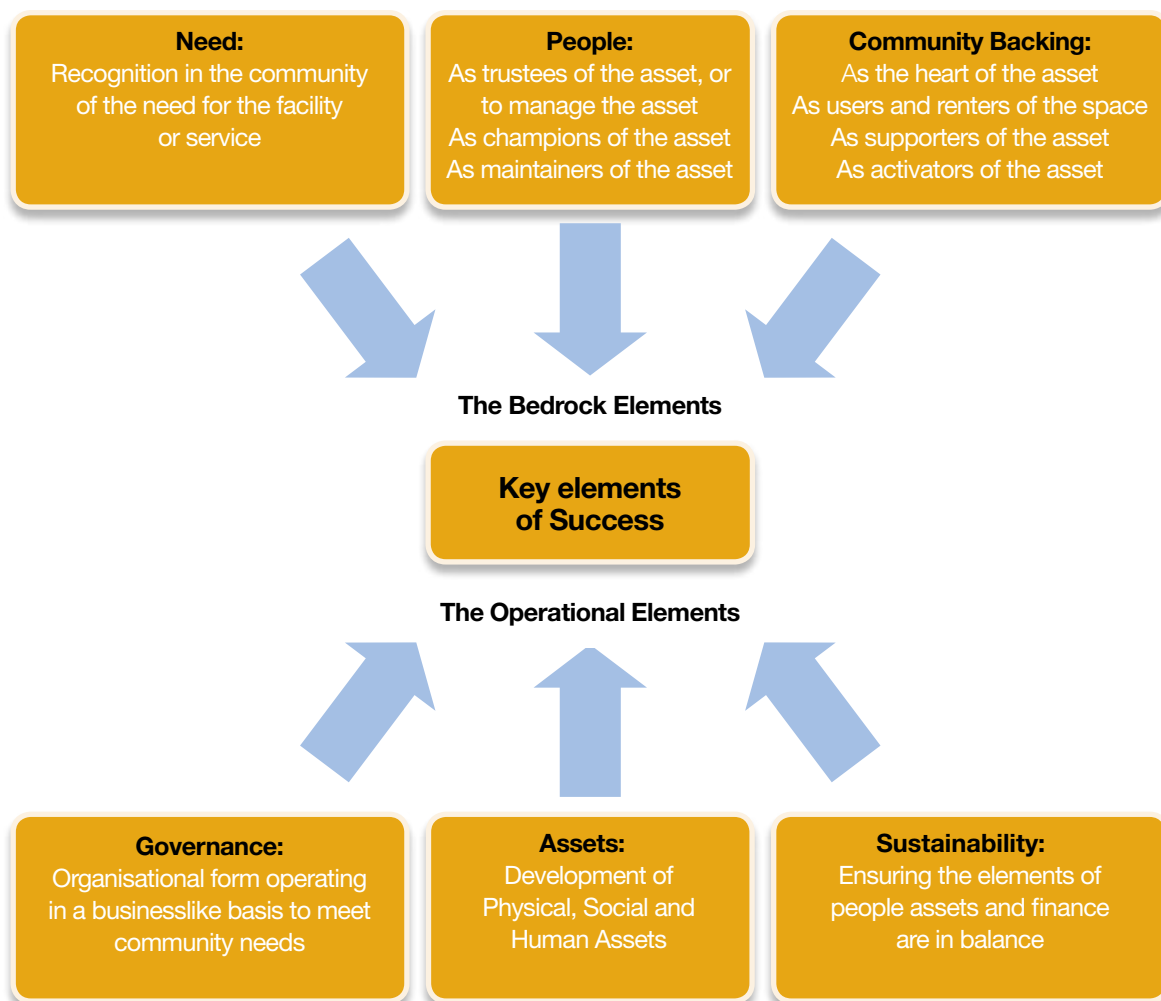 Need:
Recognition in the community
of the need for the facility
or service
People:
As trustees of the asset, or
to manage the asset
As champions of the asset
As maintainers of the asset
Community Backing:
As the heart of the asset
As users and renters of the space
As supporters of the asset
As activators of the asset
The Bedrock Elements
Key elements
of Success
The Operational Elements
Governance:
Organisational form operating
in a businesslike basis to meet
community needs
Assets:
Development of
Physical, Social and
Human Assets
Sustainability:
Ensuring the elements of
people assets and finance
are in balance